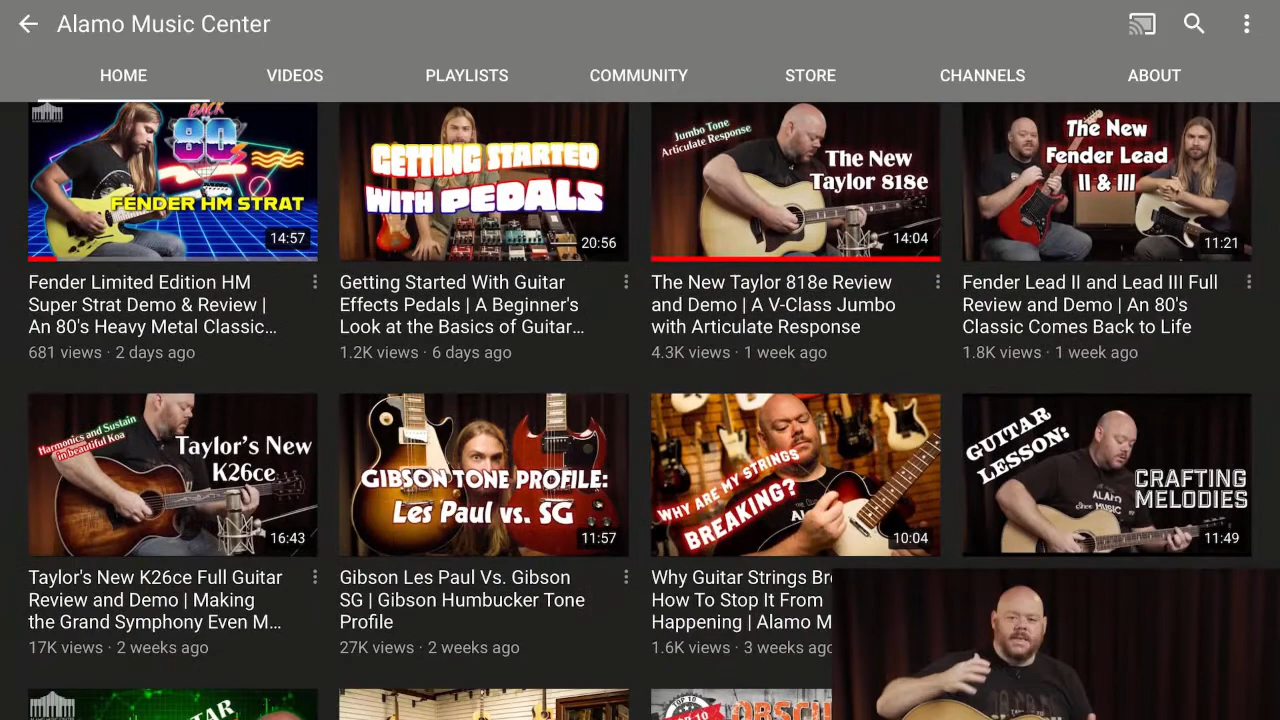 Alamo Music Center
HOME VIDEOS PLAYLISTS COMMUNITY STORE CHANNELS ABOUT
BACK
80s
FENDER HM STRAT
14:57
GETTING STARTED
WITH PEDALS
20:56
Jumbo Tone
Articulate Response
The New
Taylor 818e
14:04
The New
Fender Lead
II & III
11:21
Fender Limited Edition HM
Super Strat Demo & Review |
An 80's Heavy Metal Classic...
681 views · 2 days ago
Getting Started With Guitar
Effects Pedals | A Beginner's
Look at the Basics of Guitar...
1.2K views · 6 days ago
The New Taylor 818e Review
and Demo | A V-Class Jumbo
with Articulate Response
4.3K views · 1 week ago
Fender Lead II and Lead III Full
Review and Demo | An 80's
Classic Comes Back to Life
1.8K views · 1 week ago
Harmonics and Sustain
in beautiful Koa
Taylor's New
K26ce
16:43
GIBSON TONE PROFILE:
Les Paul vs. SG
11:57
WHY ARE MY STRINGS
BREAKING?
10:04
GUITAR
LESSON:
CRAFTING
MELODIES
ALAMO
MUSIC
11:49
Taylor's New K26ce Full Guitar
Review and Demo | Making
the Grand Symphony Even M...
17K views · 2 weeks ago
Gibson Les Paul Vs. Gibson
SG | Gibson Humbucker Tone
Profile
27K views · 2 weeks ago
Why Guitar Strings Br
How To Stop It From
Happening | Alamo M
1.6K views · 3 weeks ago
TOP 10